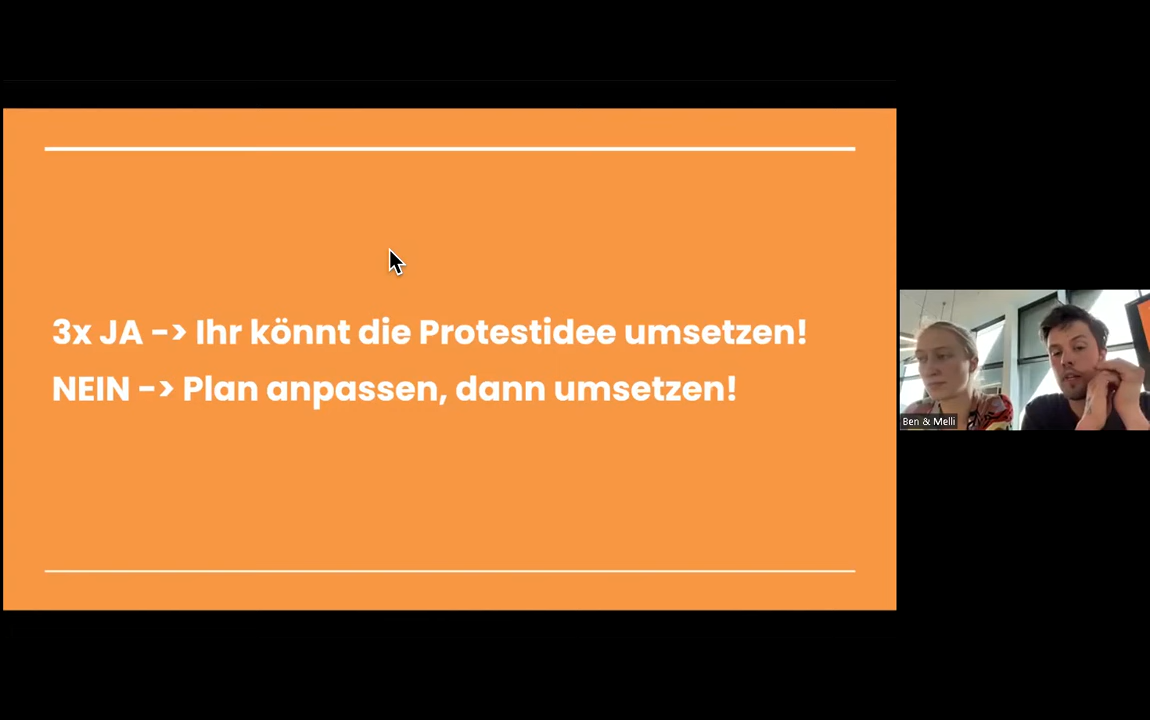 3x JA -> Ihr könnt die Protestidee umsetzen!
NEIN -> Plan anpassen, dann umsetzen!
Ben & Melli